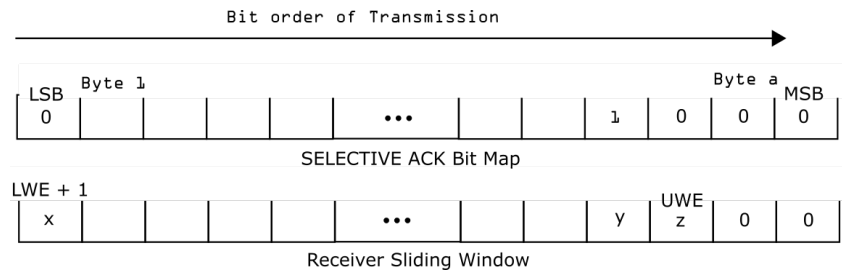 Bit order of Transmission
LSB Byte 1 Byte a MSB
0 ••• 1 0 0 0
SELECTIVE ACK Bit Map
LWE + 1 UWE
x ••• y z 0 0
Receiver Sliding Window